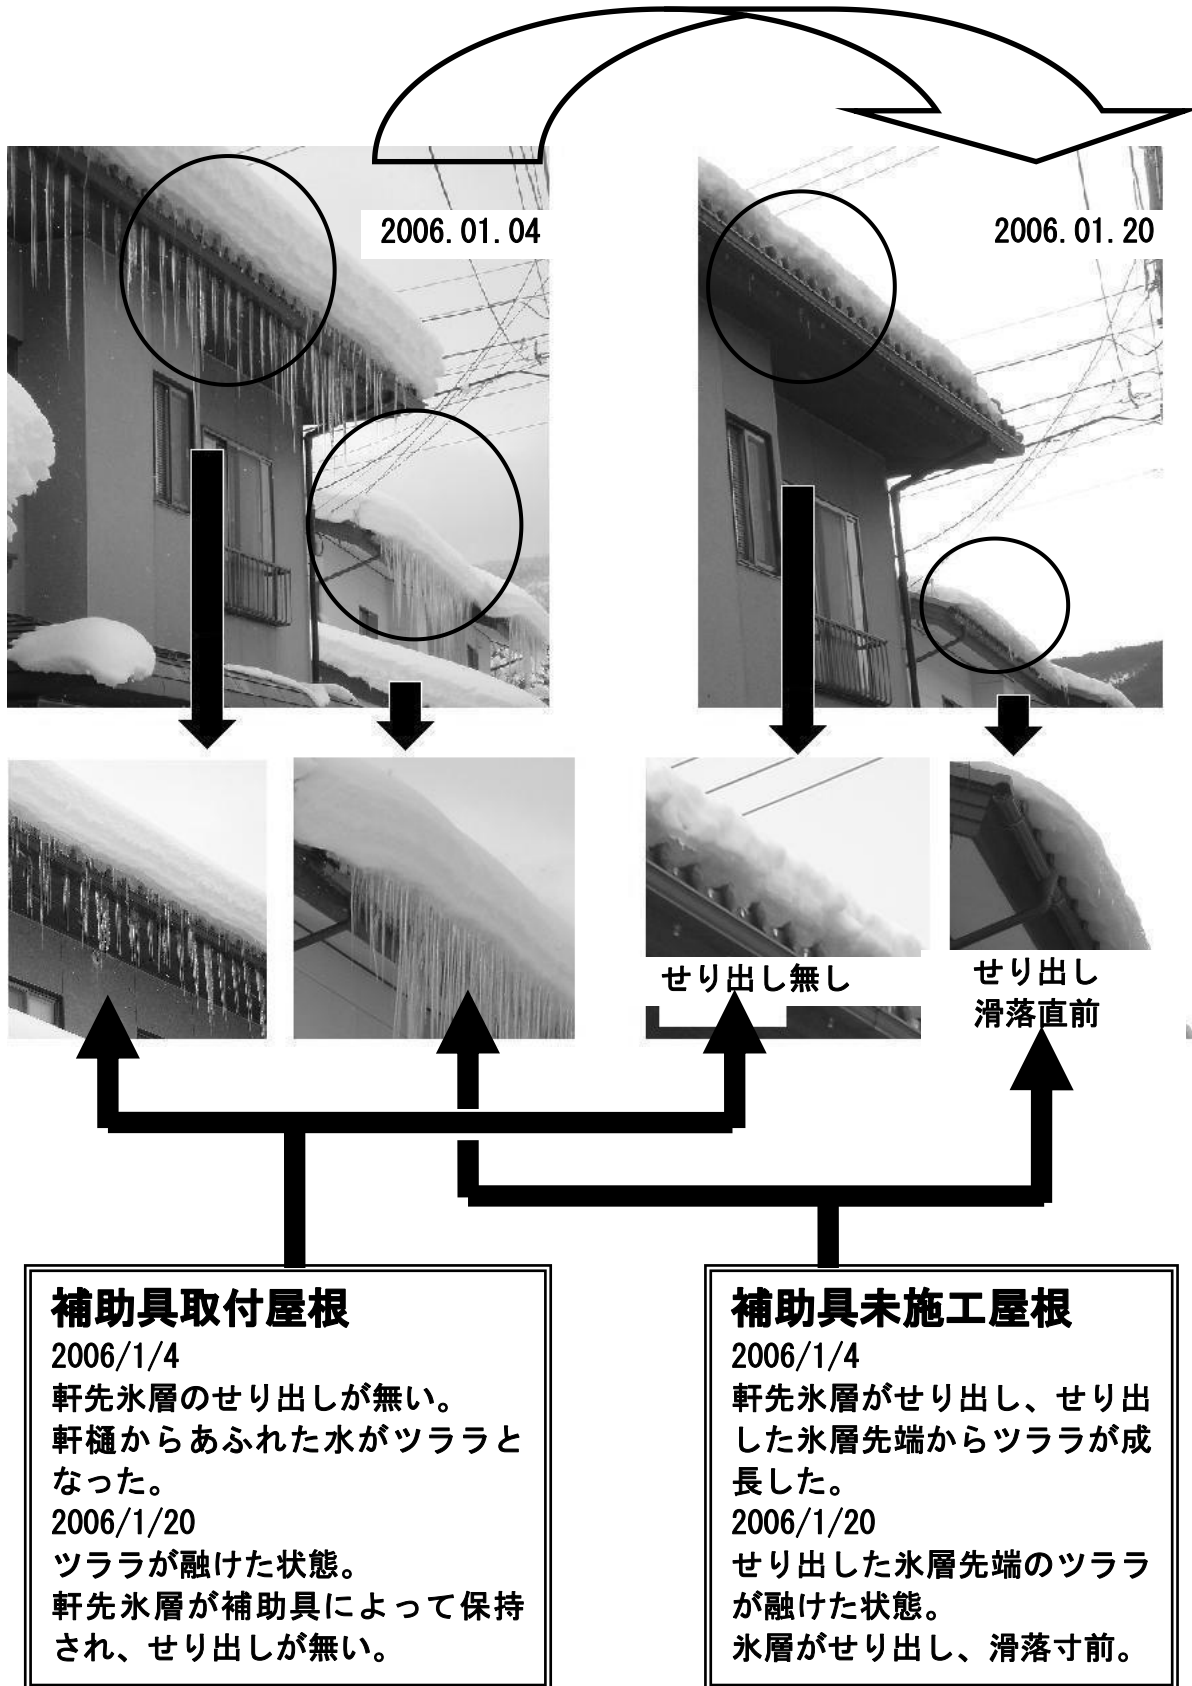 2006.01.04
2006.01.20
せり出し無し
せり出し
滑落直前
補助具取付屋根
2006/1/4
軒先氷層のせり出しが無い。
軒樋からあふれた水がツララと
なった。
2006/1/20
ツララが融けた状態。
軒先氷層が補助具によって保持
され、せり出しが無い。
補助具未施工屋根
2006/1/4
軒先氷層がせり出し、せり出
した氷層先端からツララが成
長した。
2006/1/20
せり出した氷層先端のツララ
が融けた状態。
氷層がせり出し、滑落寸前。